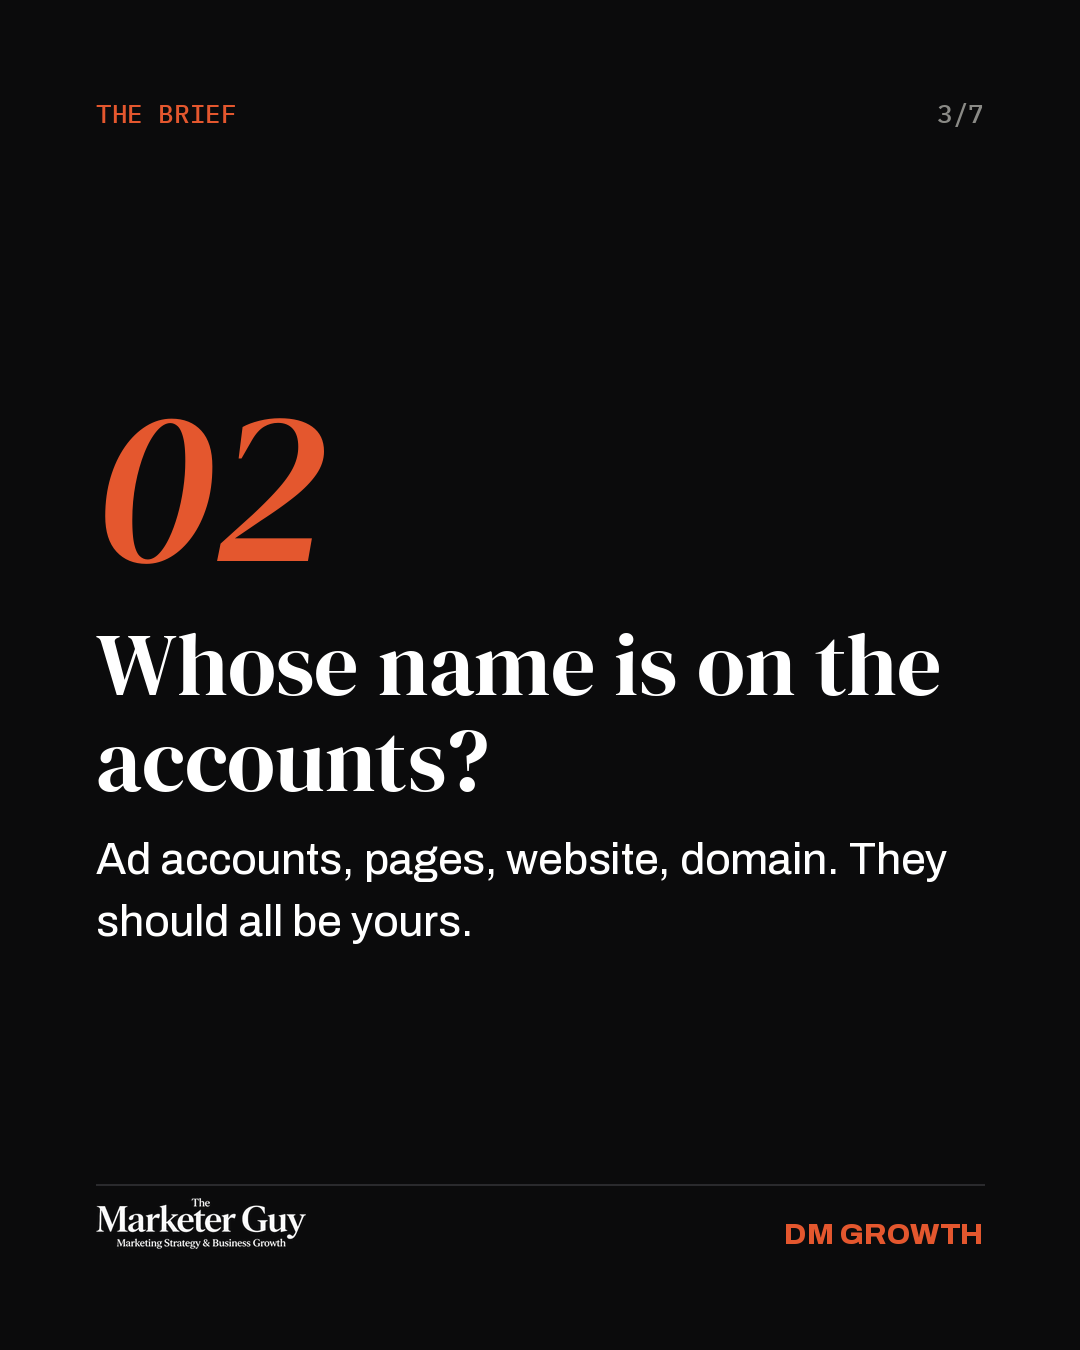 THE BRIEF
3/7
02
Whose name is on the
accounts?
Ad accounts, pages, website, domain. They
should all be yours.
The
Marketer Guy
Marketing Strategy & Business Growth
DM GROWTH